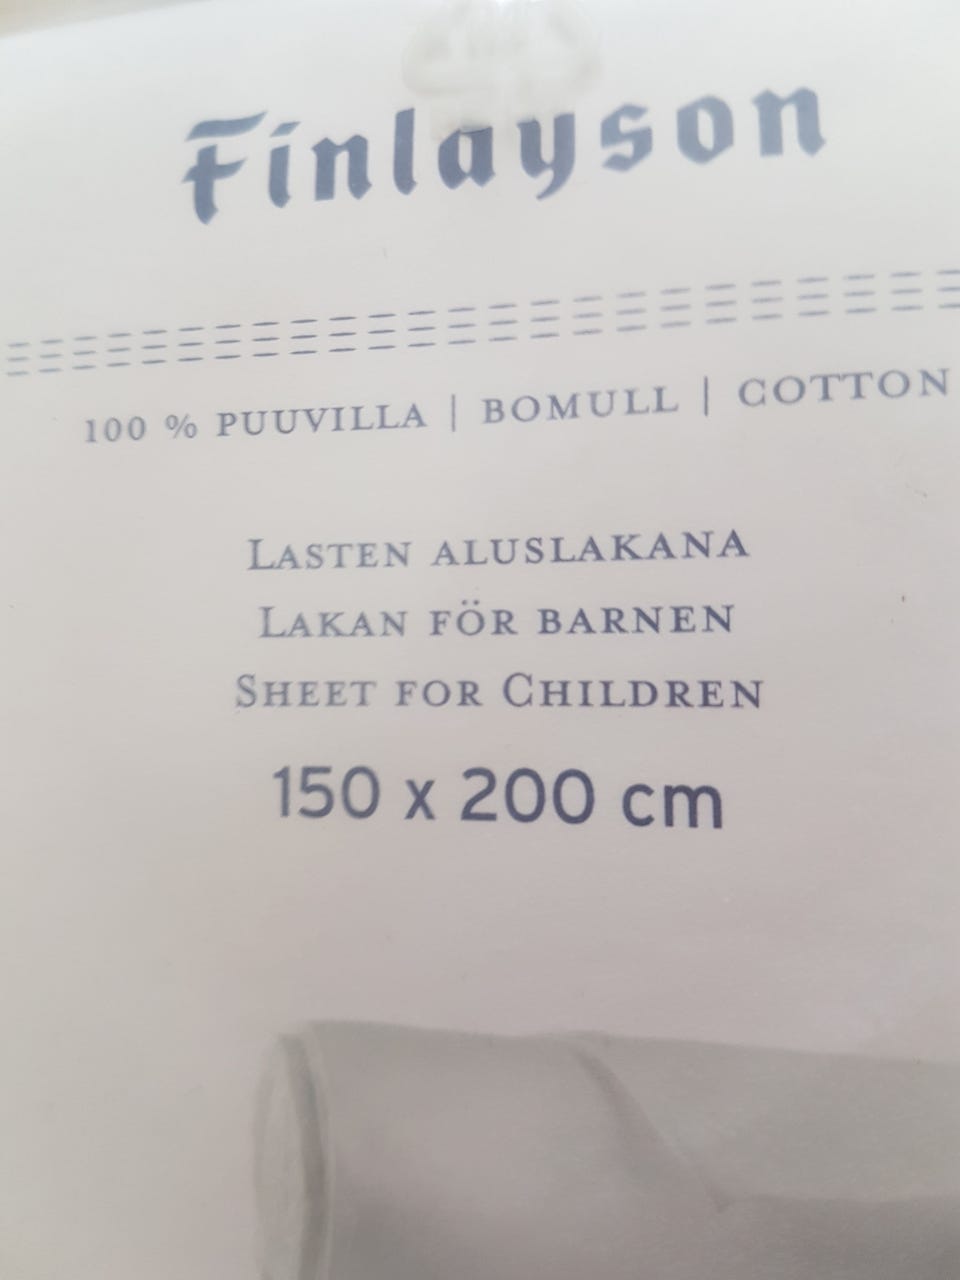 Finlayson
100 % PUUVILLA | BOMULL | COTTON
LASTEN ALUSLAKANA
LAKAN FÖR BARNEN
SHEET FOR CHILDREN
150 x 200 cm